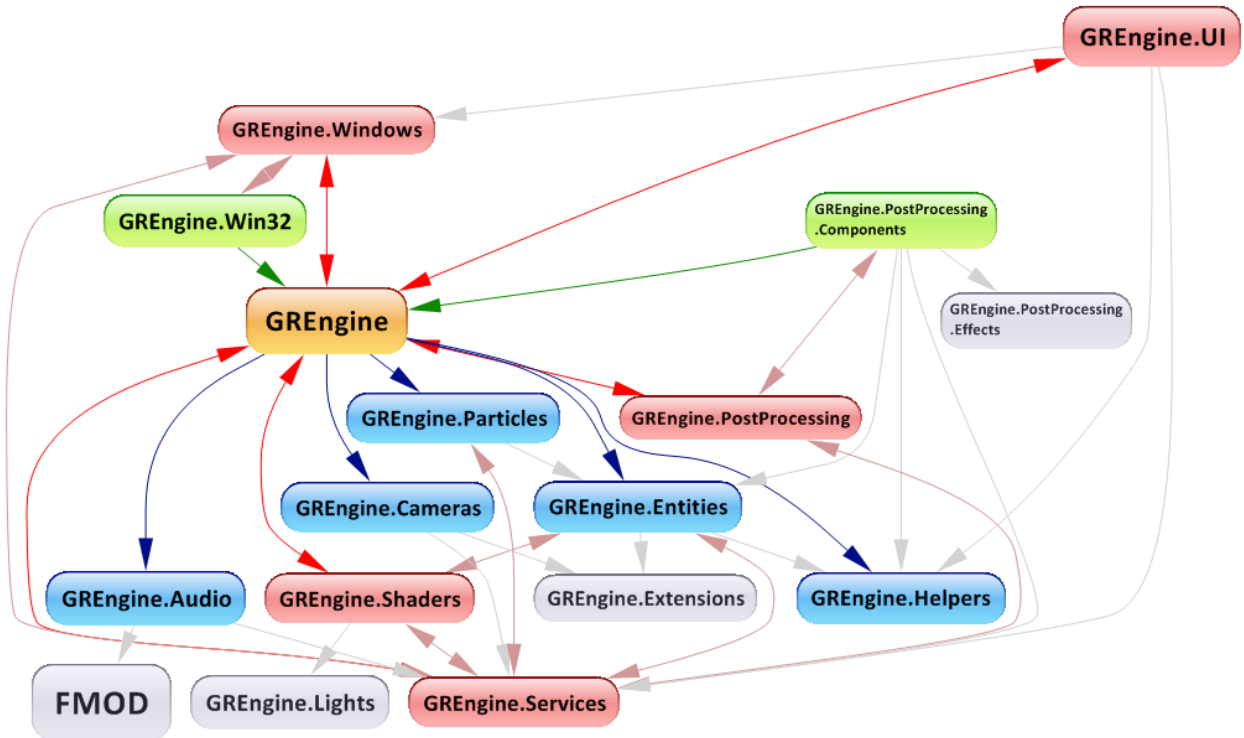 GREngine.UI
GREngine.Windows
GREngine.Win32
GREngine.PostProcessing
.Components
GREngine
GREngine.PostProcessing
.Effects
GREngine.Particles
GREngine.PostProcessing
GREngine.Cameras
GREngine.Entities
GREngine.Audio
GREngine.Shaders
GREngine.Extensions
GREngine.Helpers
FMOD
GREngine.Lights
GREngine.Services